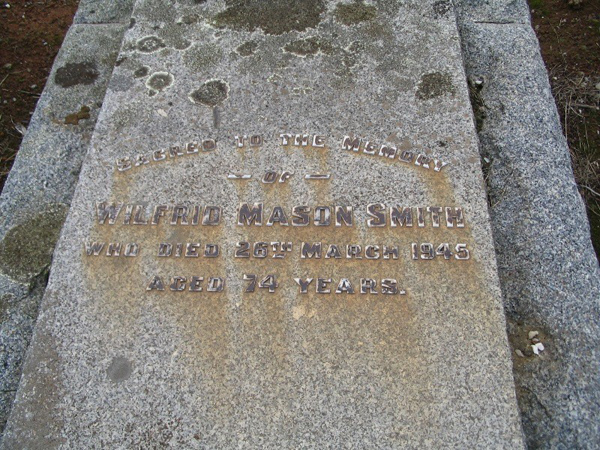 SACRED TO THE MEMORY
— OF —
WILFRID MASON SMITH
WHO DIED 26TH MARCH 1945
AGED 74 YEARS.